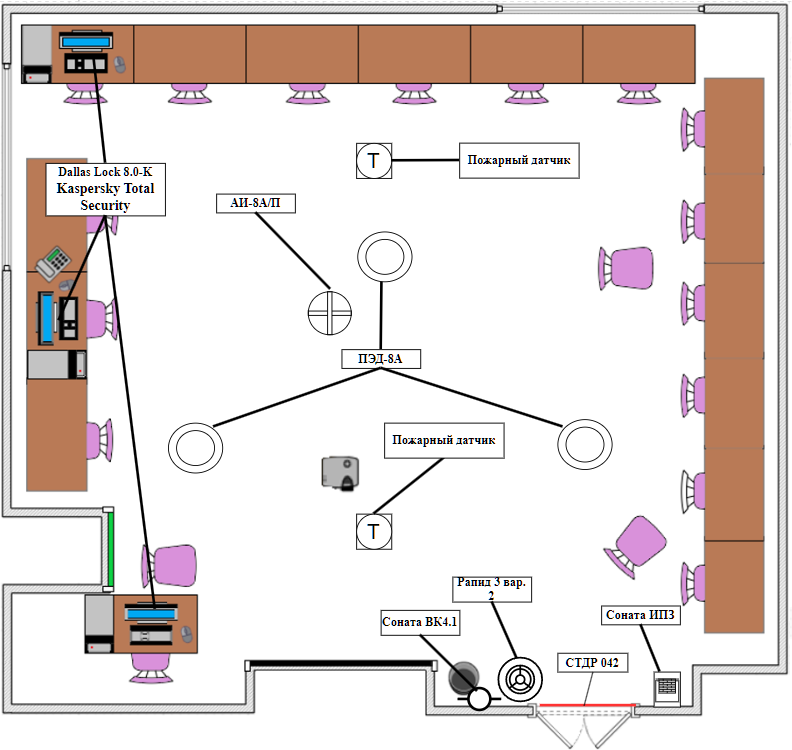 Пожарный датчик
T
Dallas Lock 8.0-K
Kaspersky Total
Security
АИ-8А/П
ПЭД-8А
Пожарный датчик
T
Рапид 3 вар.
2
Соната ВК4.1
Соната ИП3
СТДР 042